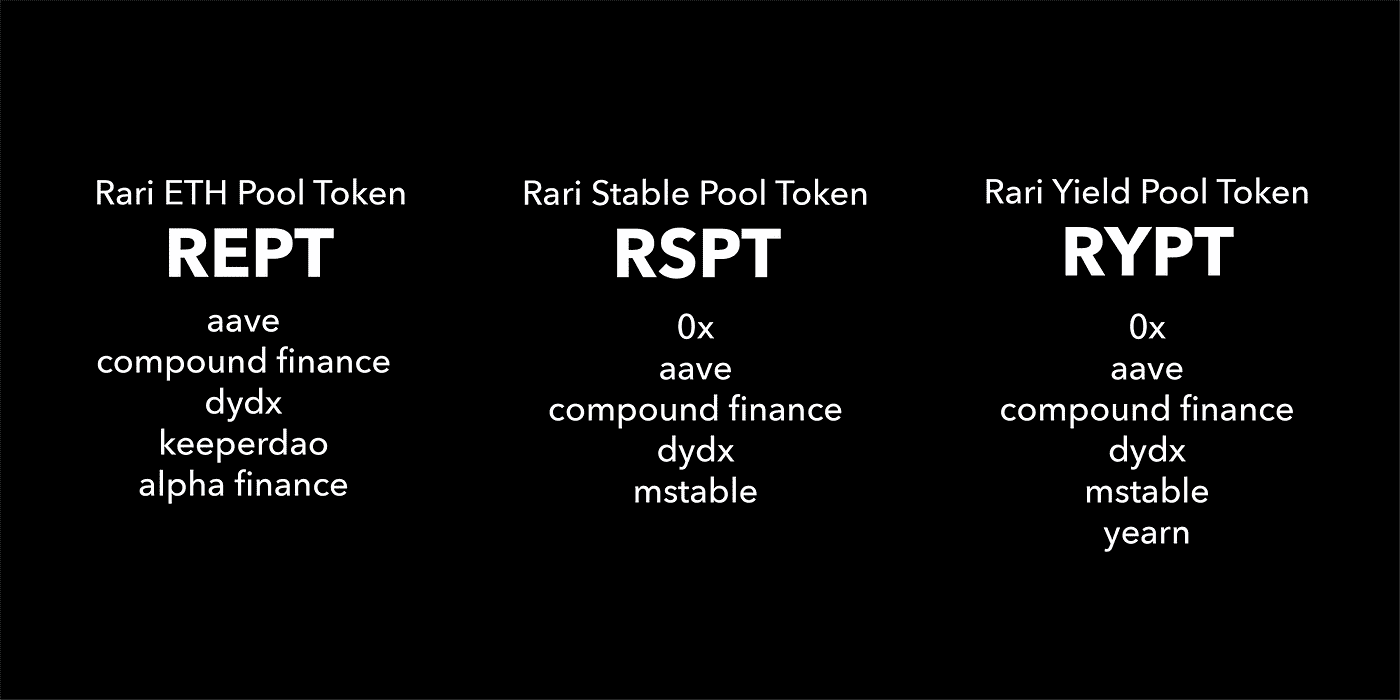 Rari ETH Pool Token
REPT
aave
compound finance
dydx
keeperdao
alpha finance
Rari Stable Pool Token
RSPT
0x
aave
compound finance
dydx
mstable
Rari Yield Pool Token
RYPT
0x
aave
compound finance
dydx
mstable
yearn